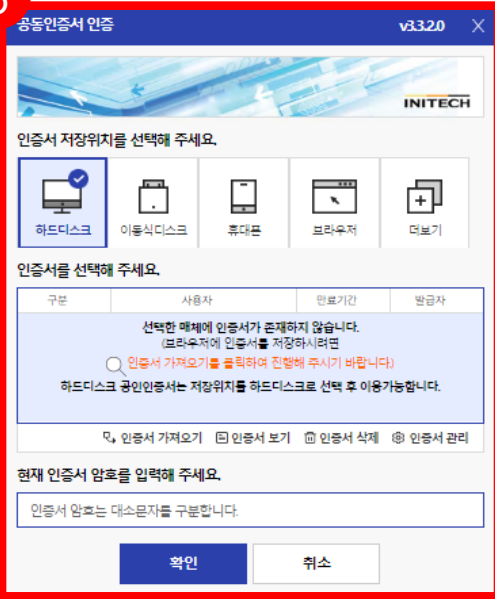 공동인증서 인증 v3.3.2.0
INITECH
인증서 저장위치를 선택해 주세요.
하드디스크 이동식디스크 휴대폰 브라우저 더보기
인증서를 선택해 주세요.
구분 사용자 만료기간 발급자
선택한 매체에 인증서가 존재하지 않습니다.
(브라우저에 인증서를 저장하시려면
인증서 가져오기를 클릭하여 진행해 주시기 바랍니다.)
하드디스크 공인인증서는 저장위치를 하드디스크로 선택 후 이용가능합니다.
인증서 가져오기 인증서 보기 인증서 삭제 인증서 관리
현재 인증서 암호를 입력해 주세요.
인증서 암호는 대소문자를 구분합니다.
확인 취소